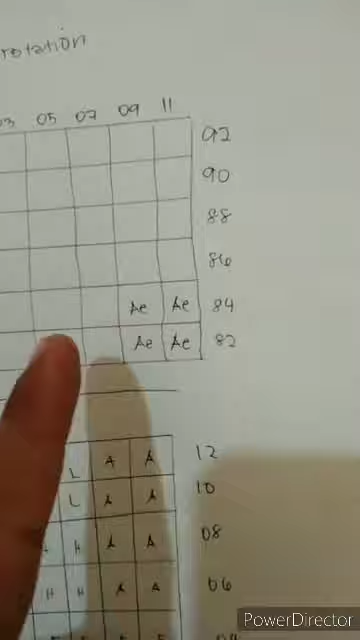 rotation
03 05 07 09 11
92
90
88
86
Ae Ae 84
Ae Ae 82
L A A 12
L A A 10
H H A A 08
H H A A 06
PowerDirector